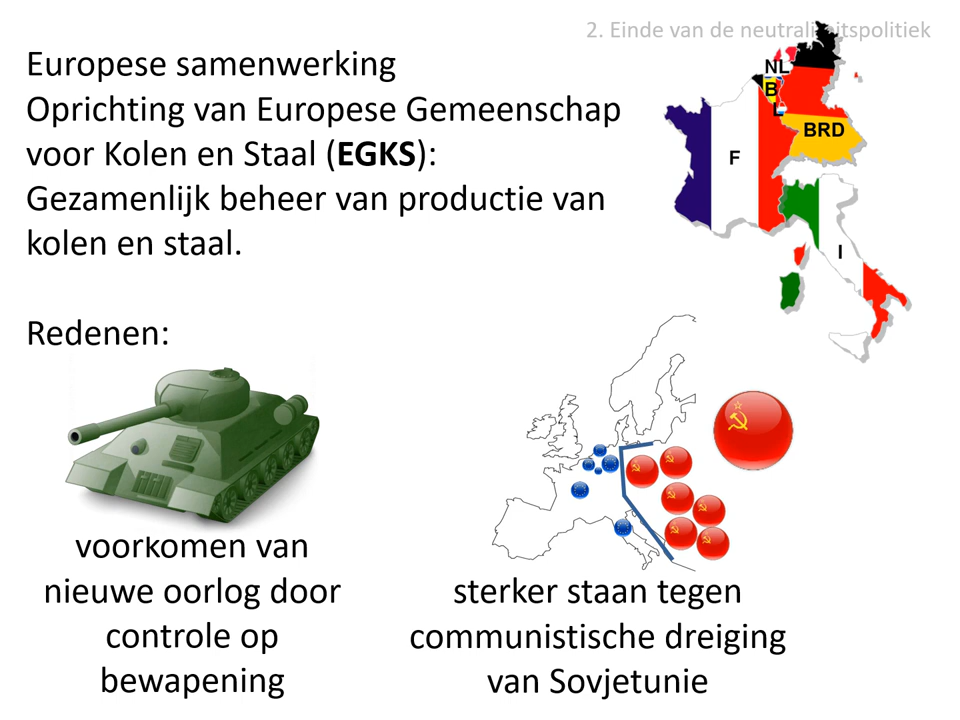 2. Einde van de neutraliteitspolitiek
Europese samenwerking
Oprichting van Europese Gemeenschap
voor Kolen en Staal (EGKS):
Gezamenlijk beheer van productie van
kolen en staal.
NL
B
L
BRD
F
I
Redenen:
voorkomen van
nieuwe oorlog door
controle op
bewapening
sterker staan tegen
communistische dreiging
van Sovjetunie